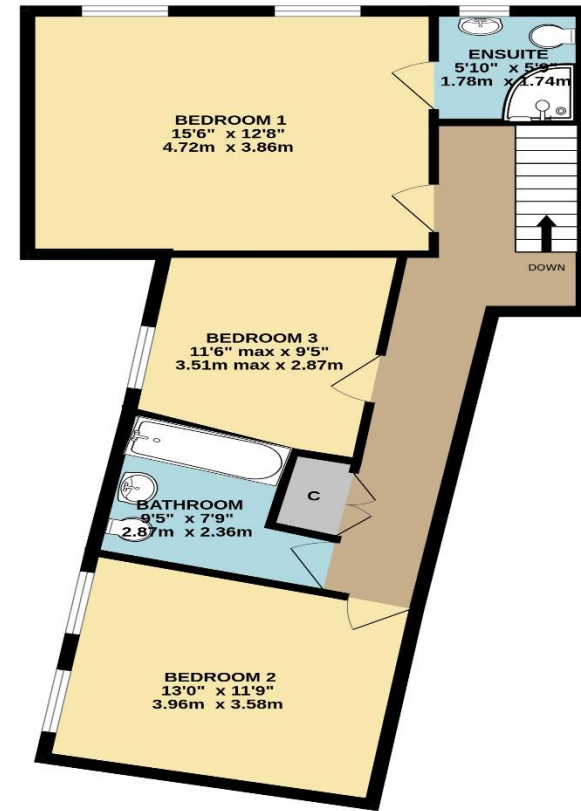 ENSUITE
5'10" x 5'9"
1.78m x 1.74m
BEDROOM 1
15'6" x 12'8"
4.72m x 3.86m
DOWN
BEDROOM 3
11'6" max x 9'5"
3.51m max x 2.87m
C
BATHROOM
9'5" x 7'9"
2.87m x 2.36m
BEDROOM 2
13'0" x 11'9"
3.96m x 3.58m